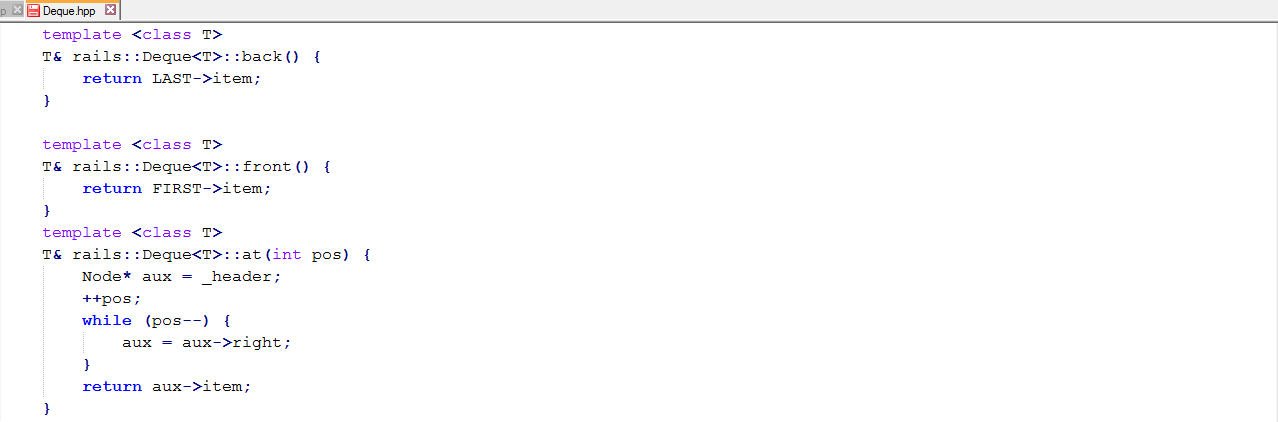 p Deque.hpp
template <class T>
T& rails::Deque<T>::back() {
    return LAST->item;
}

template <class T>
T& rails::Deque<T>::front() {
    return FIRST->item;
}
template <class T>
T& rails::Deque<T>::at(int pos) {
    Node* aux = _header;
    ++pos;
    while (pos--) {
        aux = aux->right;
    }
    return aux->item;
}